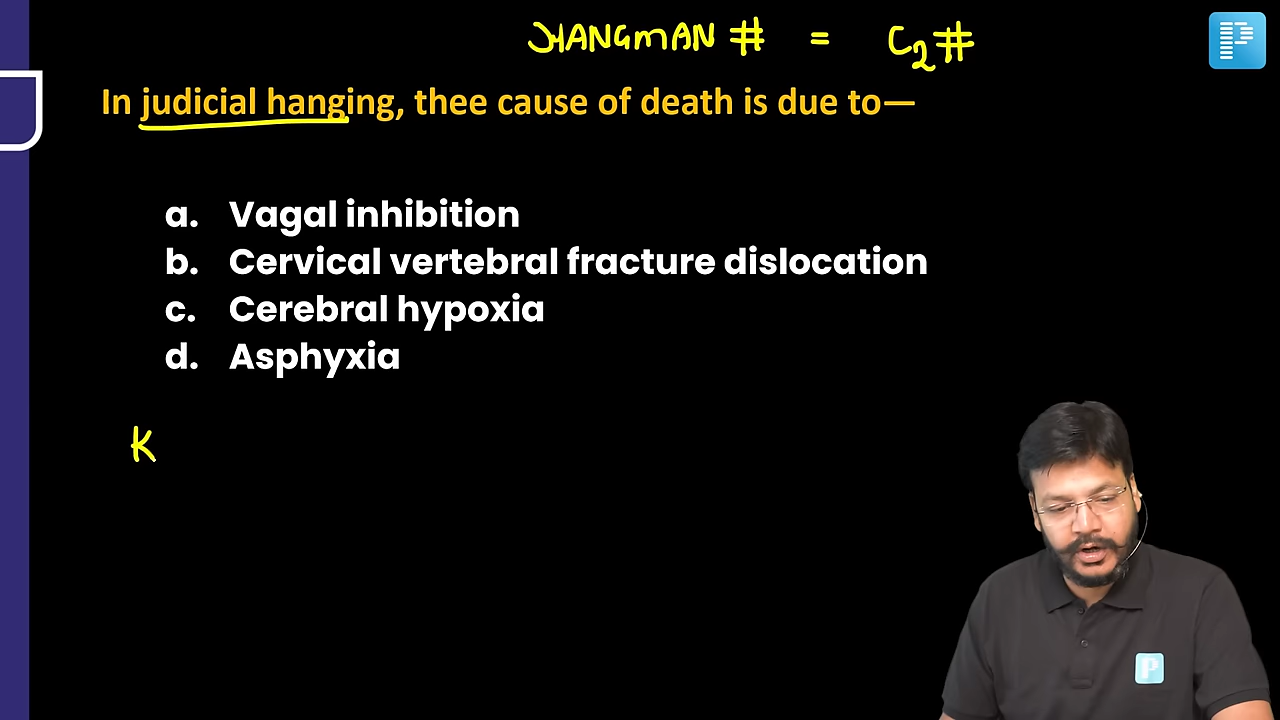 HANGMAN # = C2#
In judicial hanging, thee cause of death is due to—
a. Vagal inhibition
b. Cervical vertebral fracture dislocation
c. Cerebral hypoxia
d. Asphyxia
K